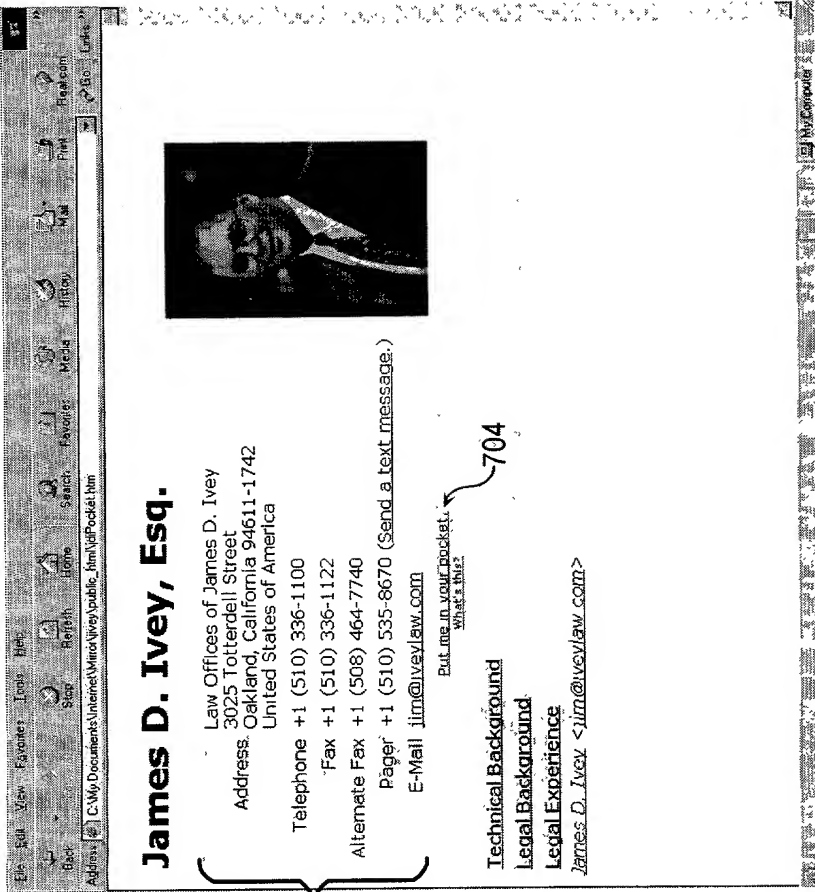 File Edit View Favorites Tools Help
Back Stop Refresh Home Search Favorites Media History Mail Print Real.com
Address C:\My Documents\Internet\Mirror\ivey\public_html\jdiPocket.htm Go Links
James D. Ivey, Esq.
Address Law Offices of James D. Ivey
3025 Totterdell Street
Oakland, California 94611-1742
United States of America
Telephone +1 (510) 336-1100
Fax +1 (510) 336-1122
Alternate Fax +1 (508) 464-7740
Pager +1 (510) 535-8670 (Send a text message.)
E-Mail jim@iveylaw.com
Put me in your pocket.
What's this?
704
Technical Background
Legal Background
Legal Experience
James D. Ivey <jim@iveylaw.com>
My Computer